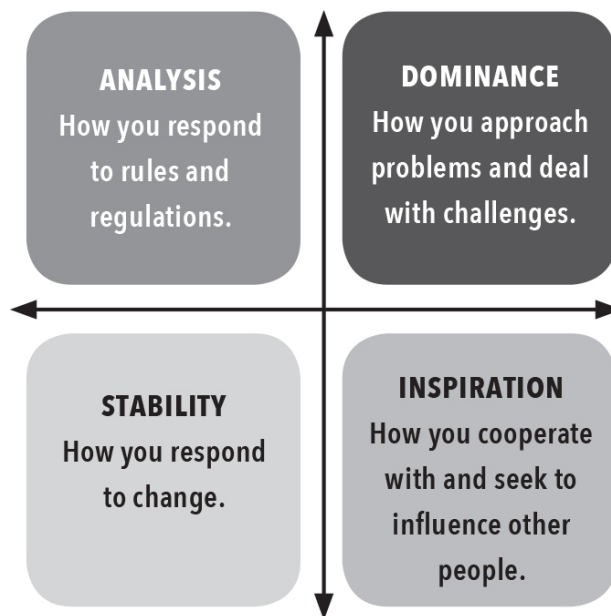 ANALYSIS
How you respond
to rules and
regulations.
DOMINANCE
How you approach
problems and deal
with challenges.
STABILITY
How you respond
to change.
INSPIRATION
How you cooperate
with and seek to
influence other
people.